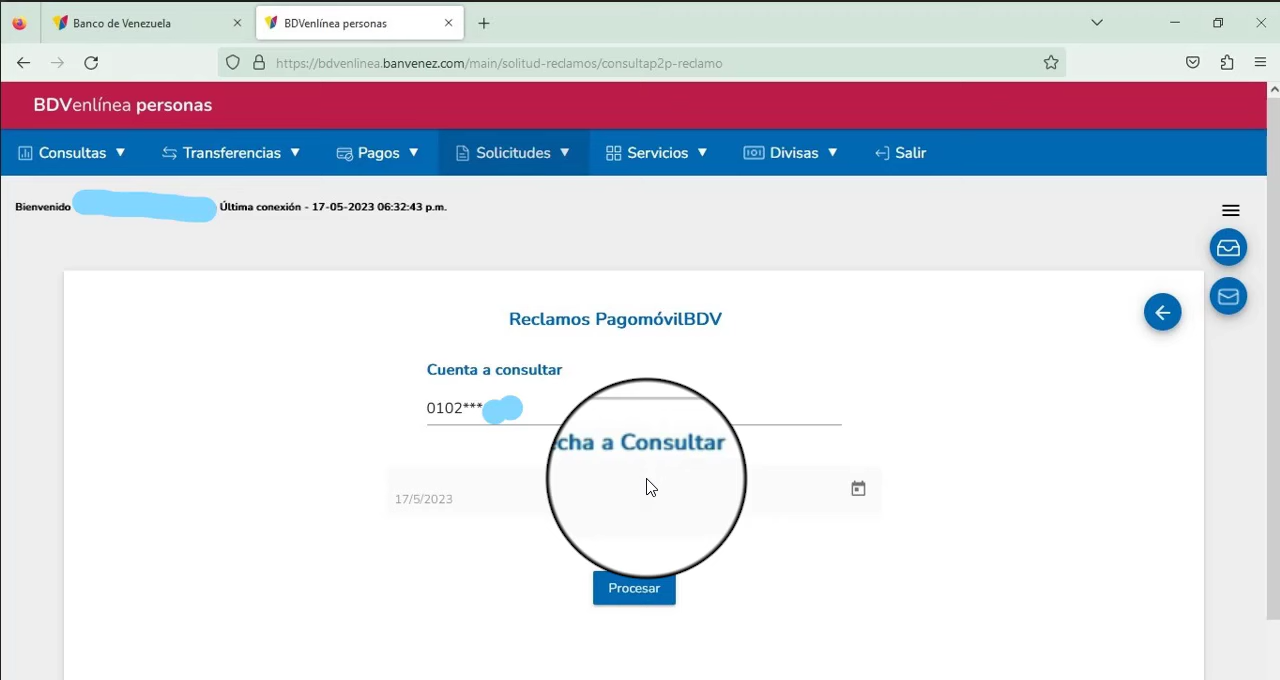 Banco de Venezuela
BDVenlínea personas
https://bdvenlinea.banvenez.com/main/solitud-reclamos/consultap2p-reclamo
BDVenlínea personas
Consultas ▼ Transferencias ▼ Pagos ▼ Solicitudes ▼ Servicios ▼ Divisas ▼ Salir
Bienvenido Última conexión - 17-05-2023 06:32:43 p.m.
Reclamos PagomóvilBDV
Cuenta a consultar
0102***
cha a Consultar
17/5/2023
Procesar